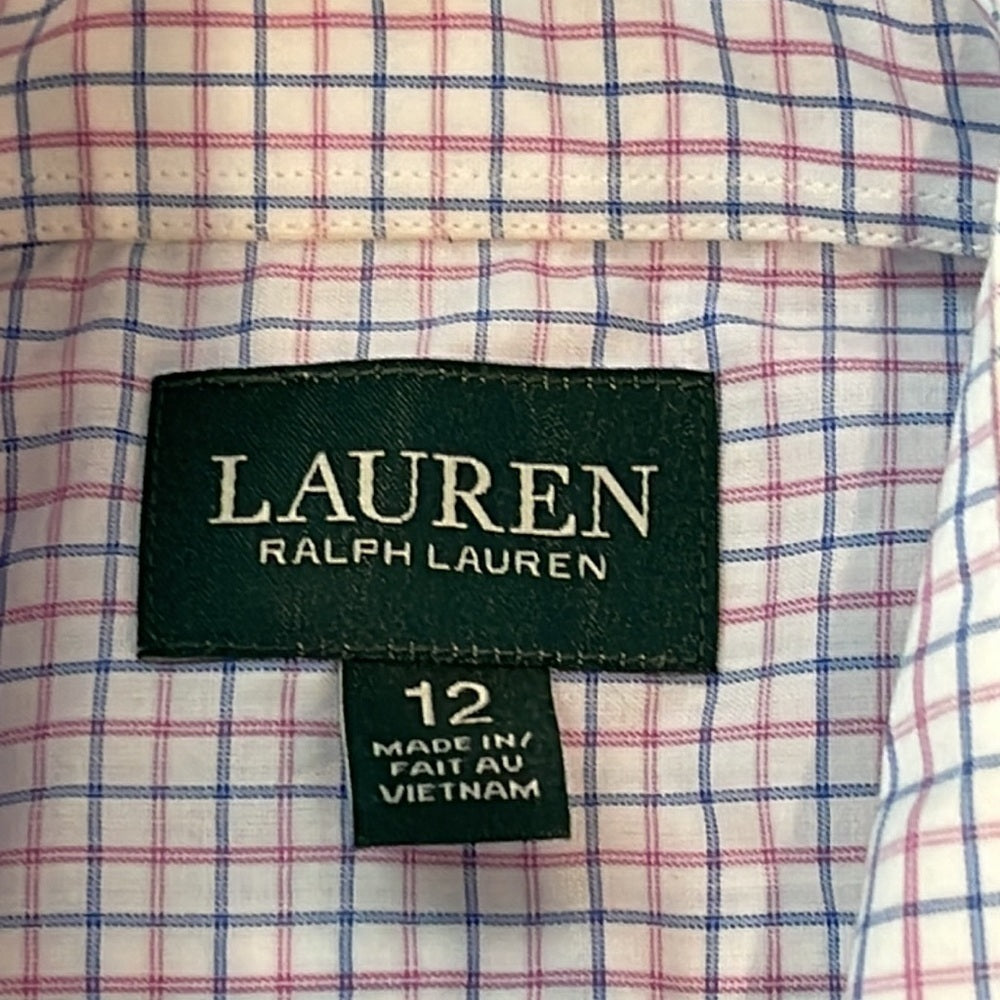 LAUREN
RALPH LAUREN
12
MADE IN/
FAIT AU
VIETNAM